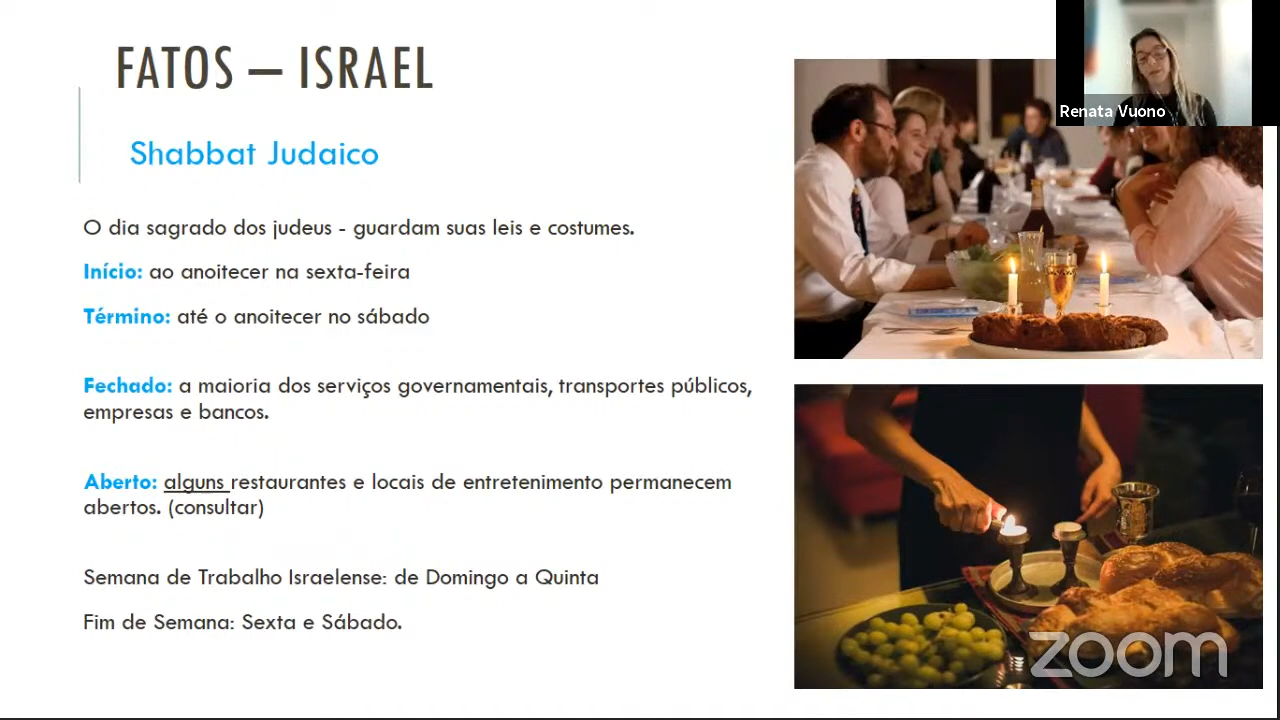 FATOS – ISRAEL
Renata Vuono
Shabbat Judaico
O dia sagrado dos judeus - guardam suas leis e costumes.
Início: ao anoitecer na sexta-feira
Término: até o anoitecer no sábado
Fechado: a maioria dos serviços governamentais, transportes públicos,
empresas e bancos.
Aberto: alguns restaurantes e locais de entretenimento permanecem
abertos. (consultar)
Semana de Trabalho Israelense: de Domingo a Quinta
Fim de Semana: Sexta e Sábado.
zoom